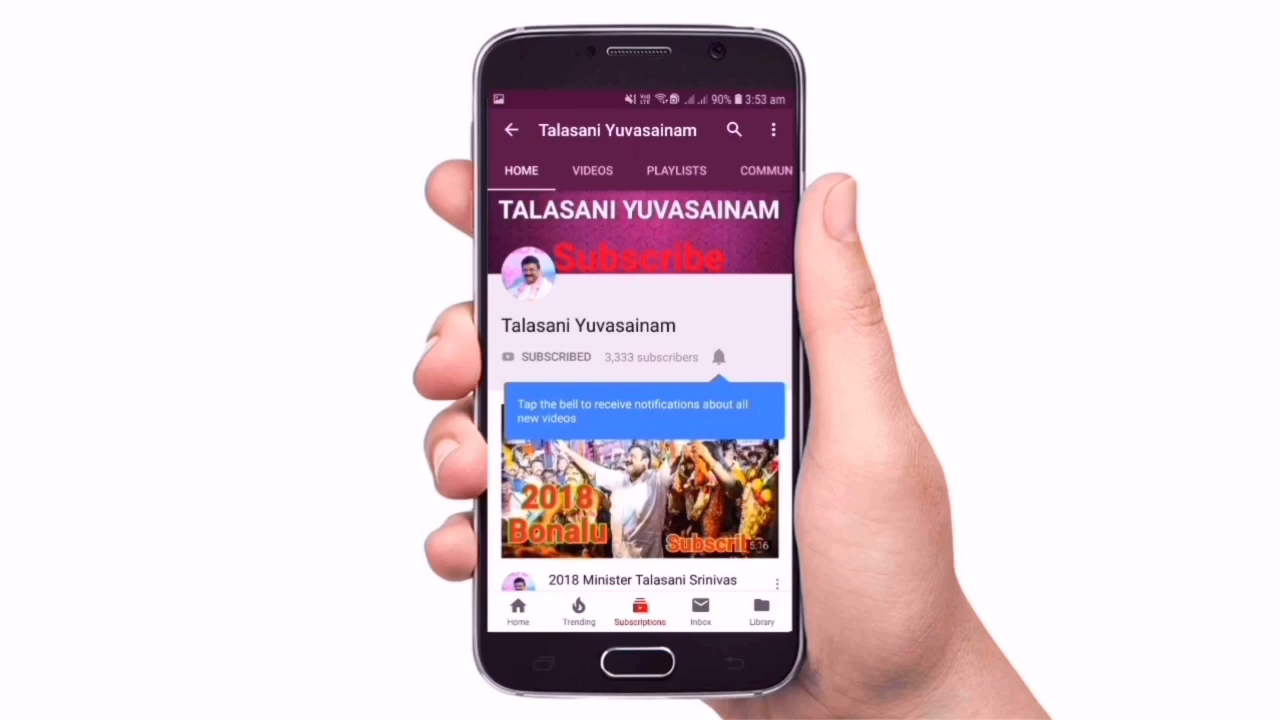 90% 3:53 am
Talasani Yuvasainam
HOME VIDEOS PLAYLISTS COMMUN
TALASANI YUVASAINAM
Subscribe
Talasani Yuvasainam
SUBSCRIBED 3,333 subscribers
Tap the bell to receive notifications about all
new videos
2018
Bonalu
Subscri 5:16
2018 Minister Talasani Srinivas
Home Trending Subscriptions Inbox Library